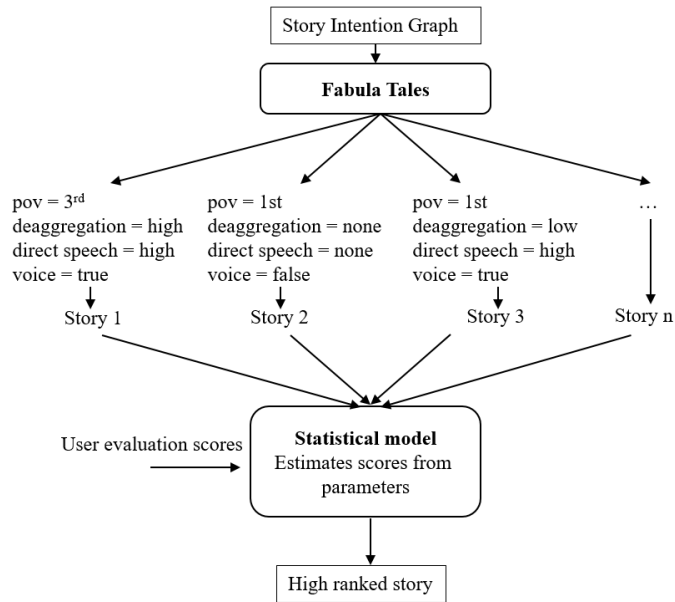 Story Intention Graph
Fabula Tales
pov = 3rd
deaggregation = high
direct speech = high
voice = true
Story 1
pov = 1st
deaggregation = none
direct speech = none
voice = false
Story 2
pov = 1st
deaggregation = low
direct speech = high
voice = true
Story 3
...
Story n
User evaluation scores
Statistical model
Estimates scores from
parameters
High ranked story